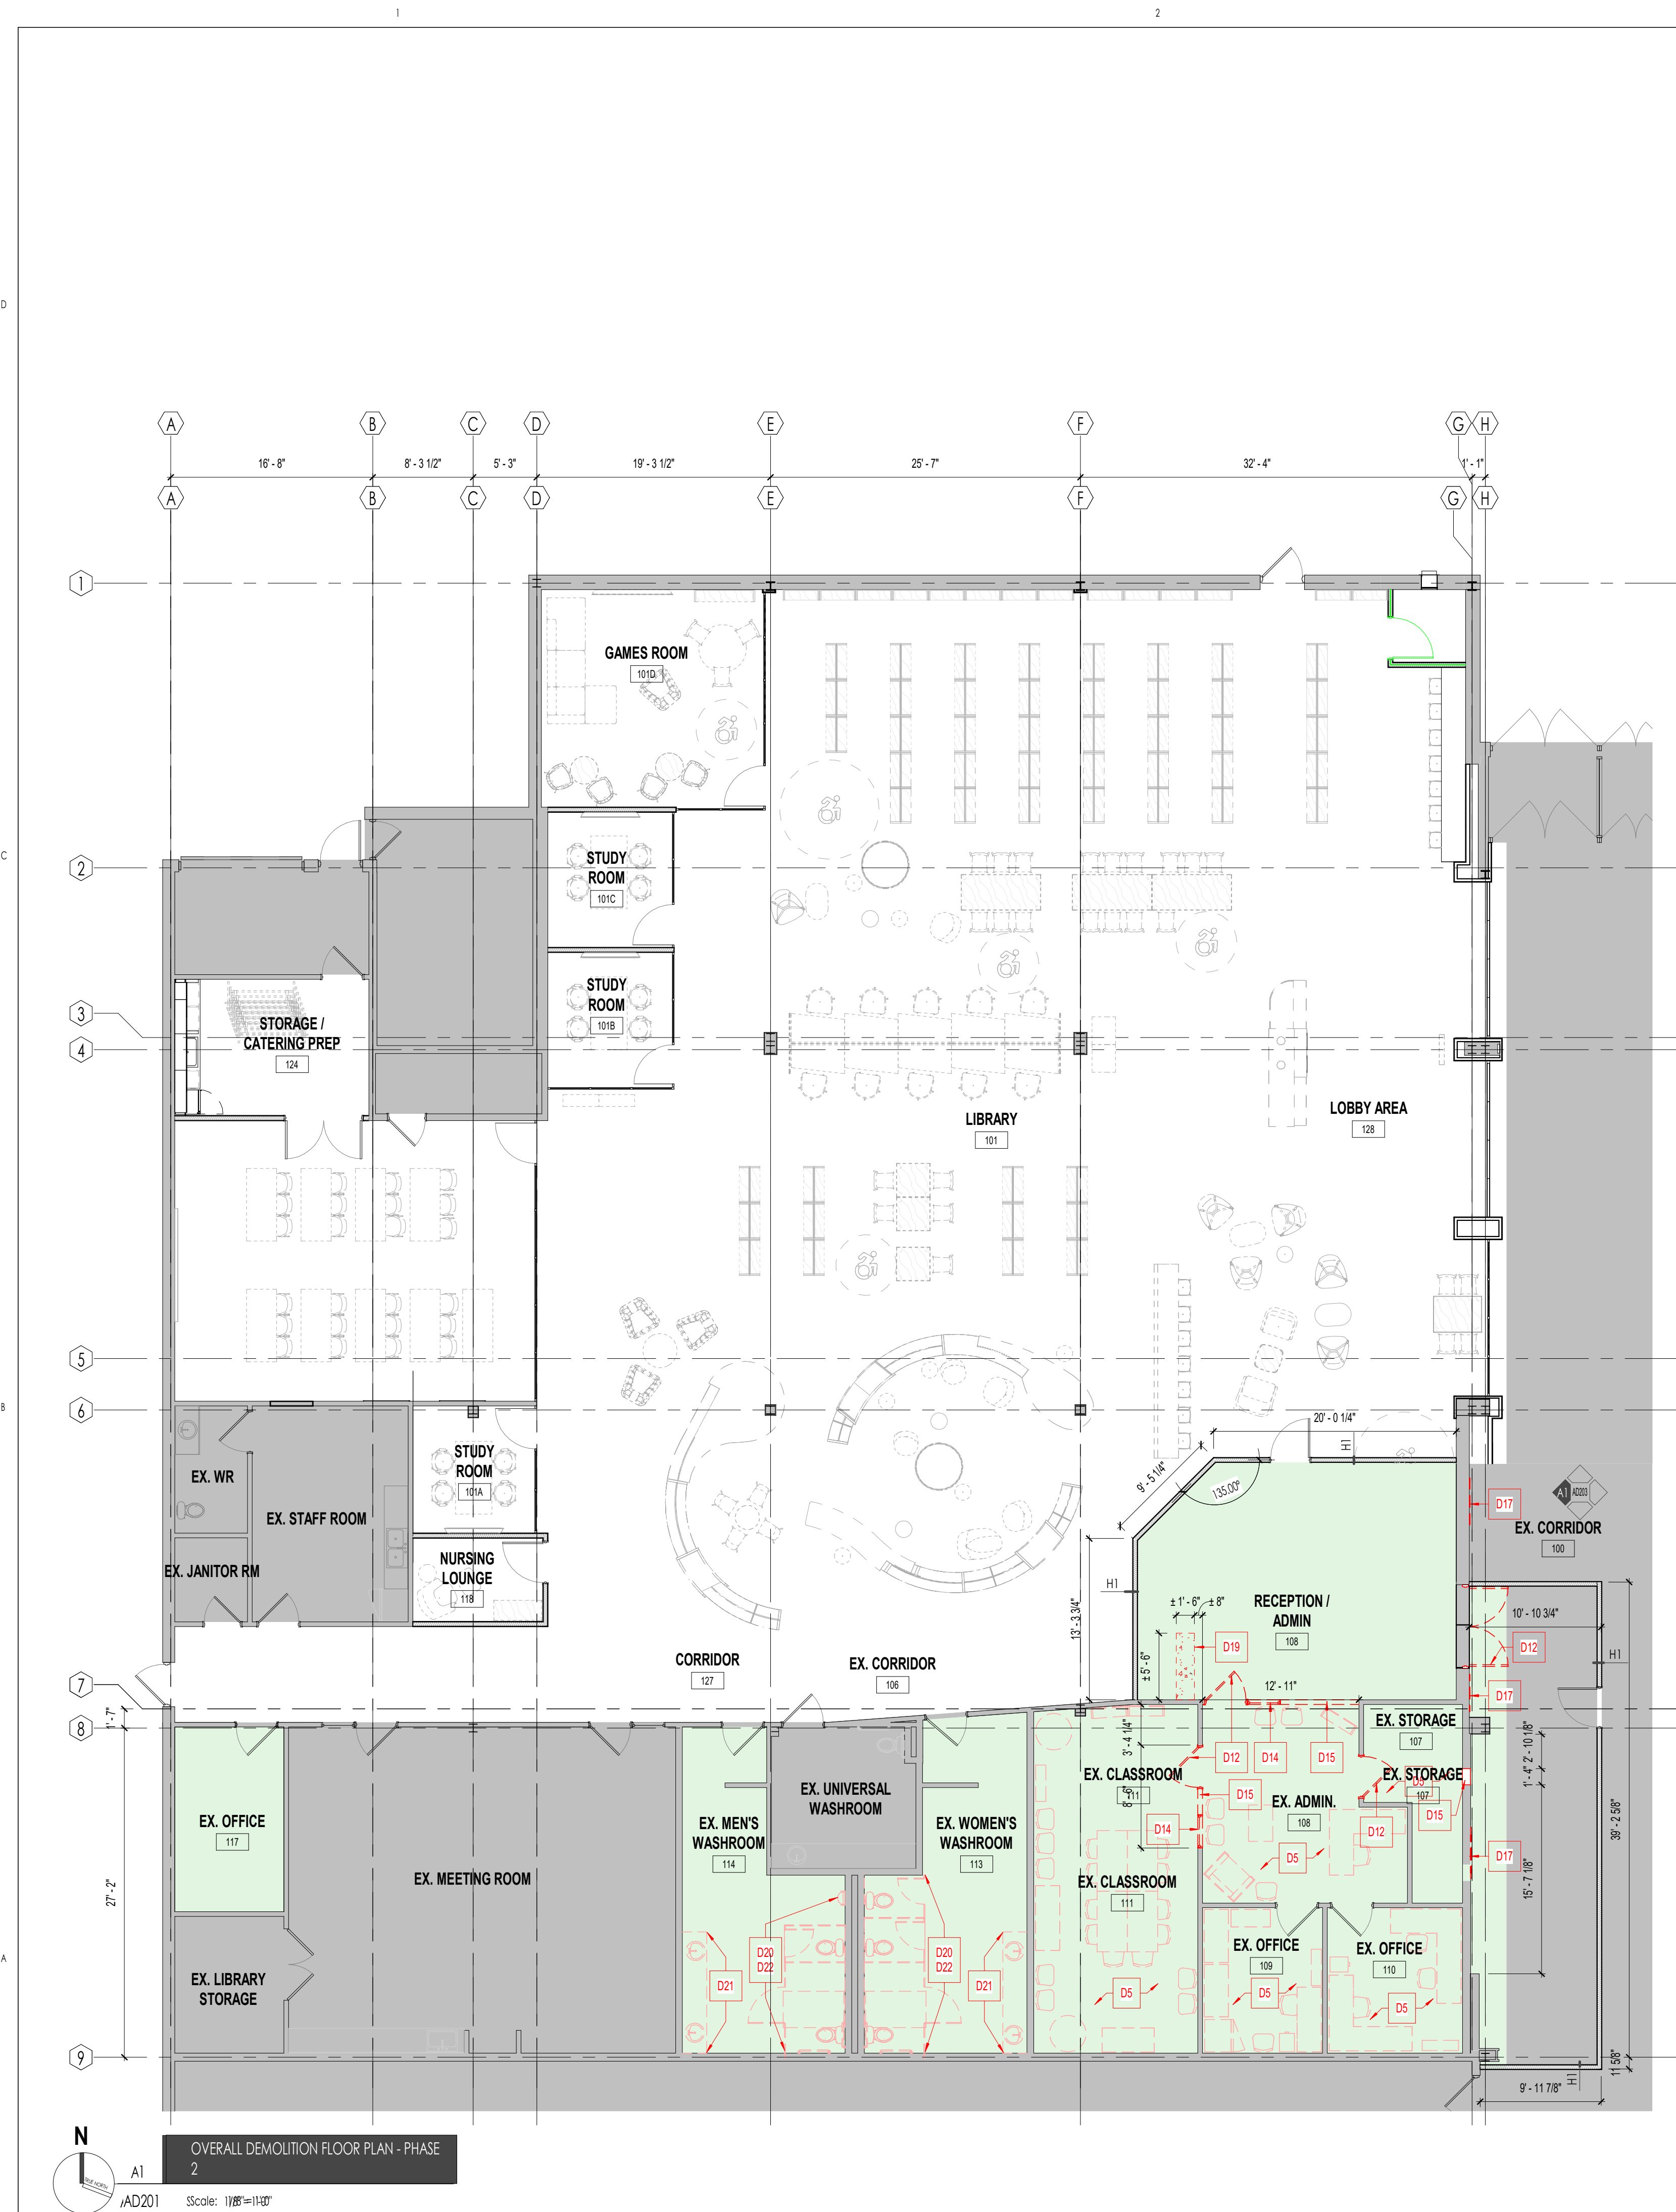 1
2
D
C
B
A
A
B
C
D
E
F
G
H
16' - 8"
8' - 3 1/2"
5' - 3"
19' - 3 1/2"
25' - 7"
32' - 4"
1' - 1"
A
B
C
D
E
F
G
H
1
2
3
4
5
6
7
8
9
GAMES ROOM
101D
STUDY
ROOM
101C
STUDY
ROOM
101B
STORAGE /
CATERING PREP
124
LIBRARY
101
LOBBY AREA
128
20' - 0 1/4"
H1
9' - 5 1/4"
135.00°
STUDY
ROOM
101A
EX. WR
EX. STAFF ROOM
EX. JANITOR RM
NURSING
LOUNGE
118
D17
A1
AD203
EX. CORRIDOR
100
H1
13' - 3 3/4"
RECEPTION /
ADMIN
108
± 1' - 6"
± 8"
± 5' - 6"
D19
10' - 10 3/4"
D12
H1
D17
CORRIDOR
127
EX. CORRIDOR
106
12' - 11"
1' - 7"
27' - 2"
3' - 4 1/4"
EX. STORAGE
107
D12
D14
D15
EX. CLASSROOM
111
EX. STORAGE
107
D5
D15
D15
EX. ADMIN.
108
D12
D14
D5
2' - 10 1/8"
1' - 4"
39' - 2 5/8"
D17
15' - 7 1/8"
EX. OFFICE
117
EX. MEN'S
WASHROOM
114
EX. UNIVERSAL
WASHROOM
EX. WOMEN'S
WASHROOM
113
EX. MEETING ROOM
EX. CLASSROOM
111
EX. LIBRARY
STORAGE
D20
D22
D21
D20
D22
D21
D5
EX. OFFICE
109
D5
EX. OFFICE
110
D5
11 5/8"
H1
9' - 11 7/8"
N
TRUE NORTH
A1
OVERALL DEMOLITION FLOOR PLAN - PHASE
2
AD201
Scale: